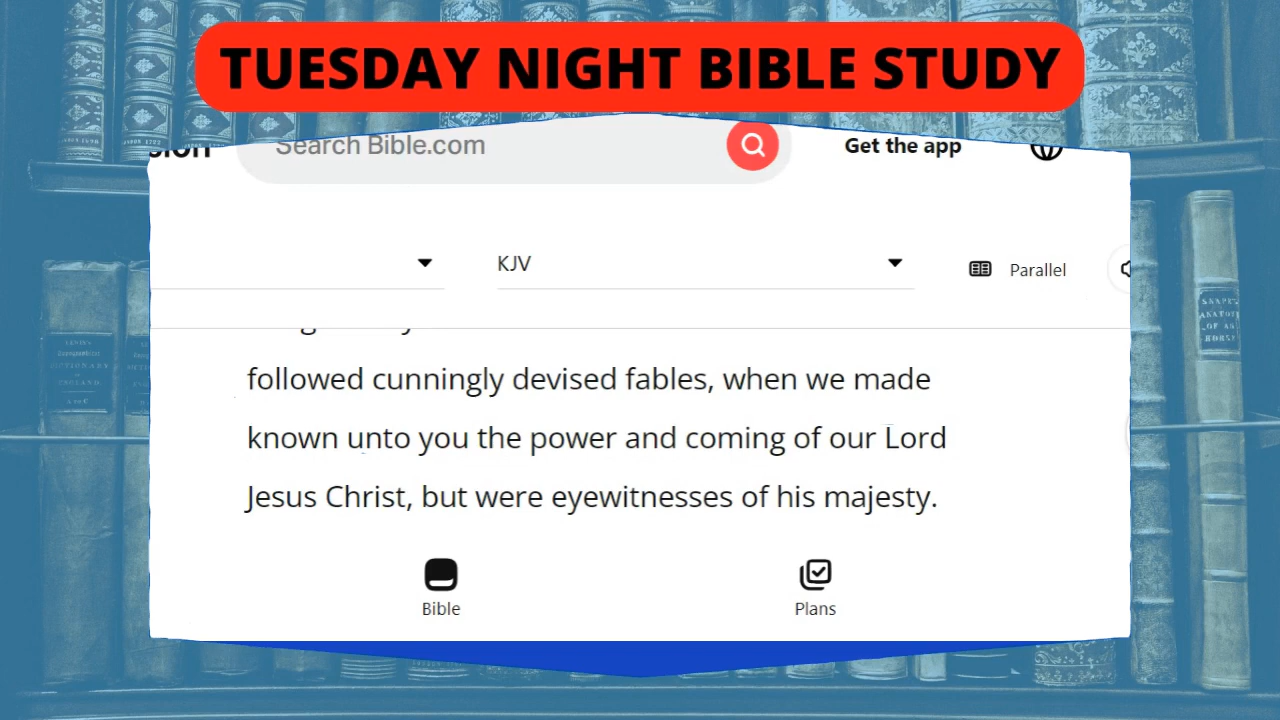 TUESDAY NIGHT BIBLE STUDY
Search Bible.com
Get the app
KJV
Parallel
followed cunningly devised fables, when we made
known unto you the power and coming of our Lord
Jesus Christ, but were eyewitnesses of his majesty.
Bible
Plans